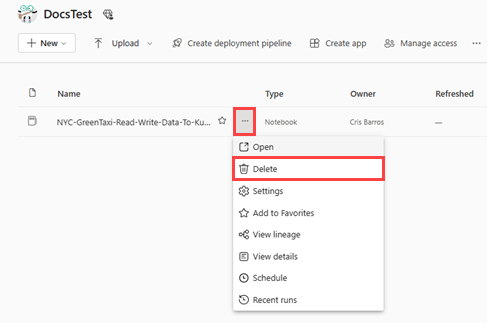 DocsTest
New
Upload
Create deployment pipeline
Create app
Manage access
Name Type Owner Refreshed
NYC-GreenTaxi-Read-Write-Data-To-Ku... Notebook Cris Barros —
Open
Delete
Settings
Add to Favorites
View lineage
View details
Schedule
Recent runs